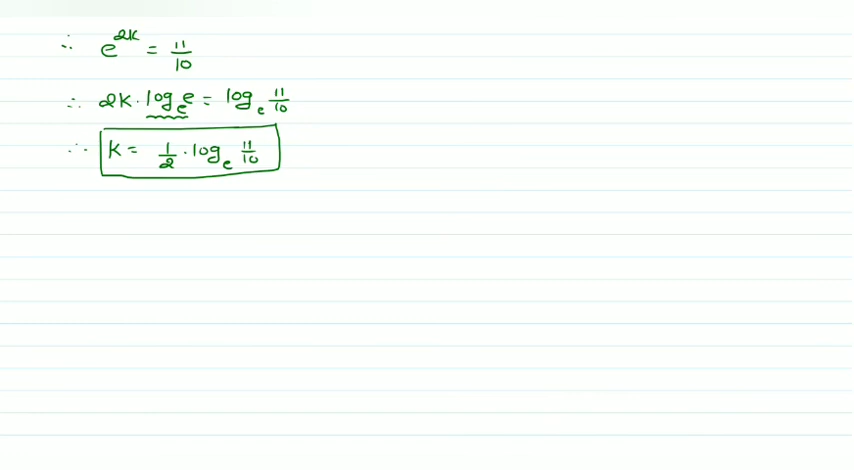 ∴ e^{2K} = 11/10
∴ 2K · log_e e = log_e 11/10
∴ K = 1/2 · log_e 11/10